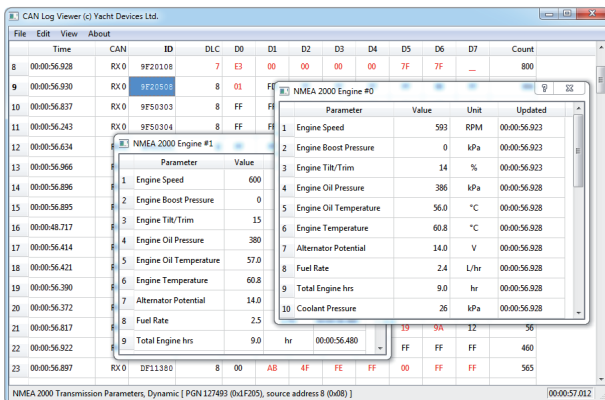 CAN Log Viewer (c) Yacht Devices Ltd.
File Edit View About
Time CAN ID DLC D0 D1 D2 D3 D4 D5 D6 D7 Count
8 00:00:56.928 RX 0 9F20108 7 E3 00 00 00 00 7F 7F __ 800
9 00:00:56.930 RX 0 9F20508 8 01
10 00:00:56.837 RX 0 9F50303 8 FF
11 00:00:56.243 RX 0 9F50304 8 FF
12 00:00:56.634
13 00:00:56.966
14 00:00:56.896
15 00:00:56.895
16 00:00:48.717
17 00:00:56.414
18 00:00:56.421
19 00:00:56.390
20 00:00:56.372
21 00:00:56.817 19 9A 12 56
22 00:00:56.922 FF FF FF 460
23 00:00:56.897 RX 0 DF11380 8 00 AB 4F FE FF 00 FF FF 565
NMEA 2000 Engine #1
Parameter Value
1 Engine Speed 600
2 Engine Boost Pressure 0
3 Engine Tilt/Trim 15
4 Engine Oil Pressure 380
5 Engine Oil Temperature 57.0
6 Engine Temperature 60.8
7 Alternator Potential 14.0
8 Fuel Rate 2.5
9 Total Engine hrs 9.0 hr 00:00:56.480
NMEA 2000 Engine #0
Parameter Value Unit Updated
1 Engine Speed 593 RPM 00:00:56.923
2 Engine Boost Pressure 0 kPa 00:00:56.923
3 Engine Tilt/Trim 14 % 00:00:56.923
4 Engine Oil Pressure 386 kPa 00:00:56.928
5 Engine Oil Temperature 56.0 °C 00:00:56.928
6 Engine Temperature 60.8 °C 00:00:56.928
7 Alternator Potential 14.0 V 00:00:56.928
8 Fuel Rate 2.4 L/hr 00:00:56.928
9 Total Engine hrs 9.0 hr 00:00:56.928
10 Coolant Pressure 26 kPa 00:00:56.928
NMEA 2000 Transmission Parameters, Dynamic [ PGN 127493 (0x1F205), source address 8 (0x08) ] 00:00:57.012